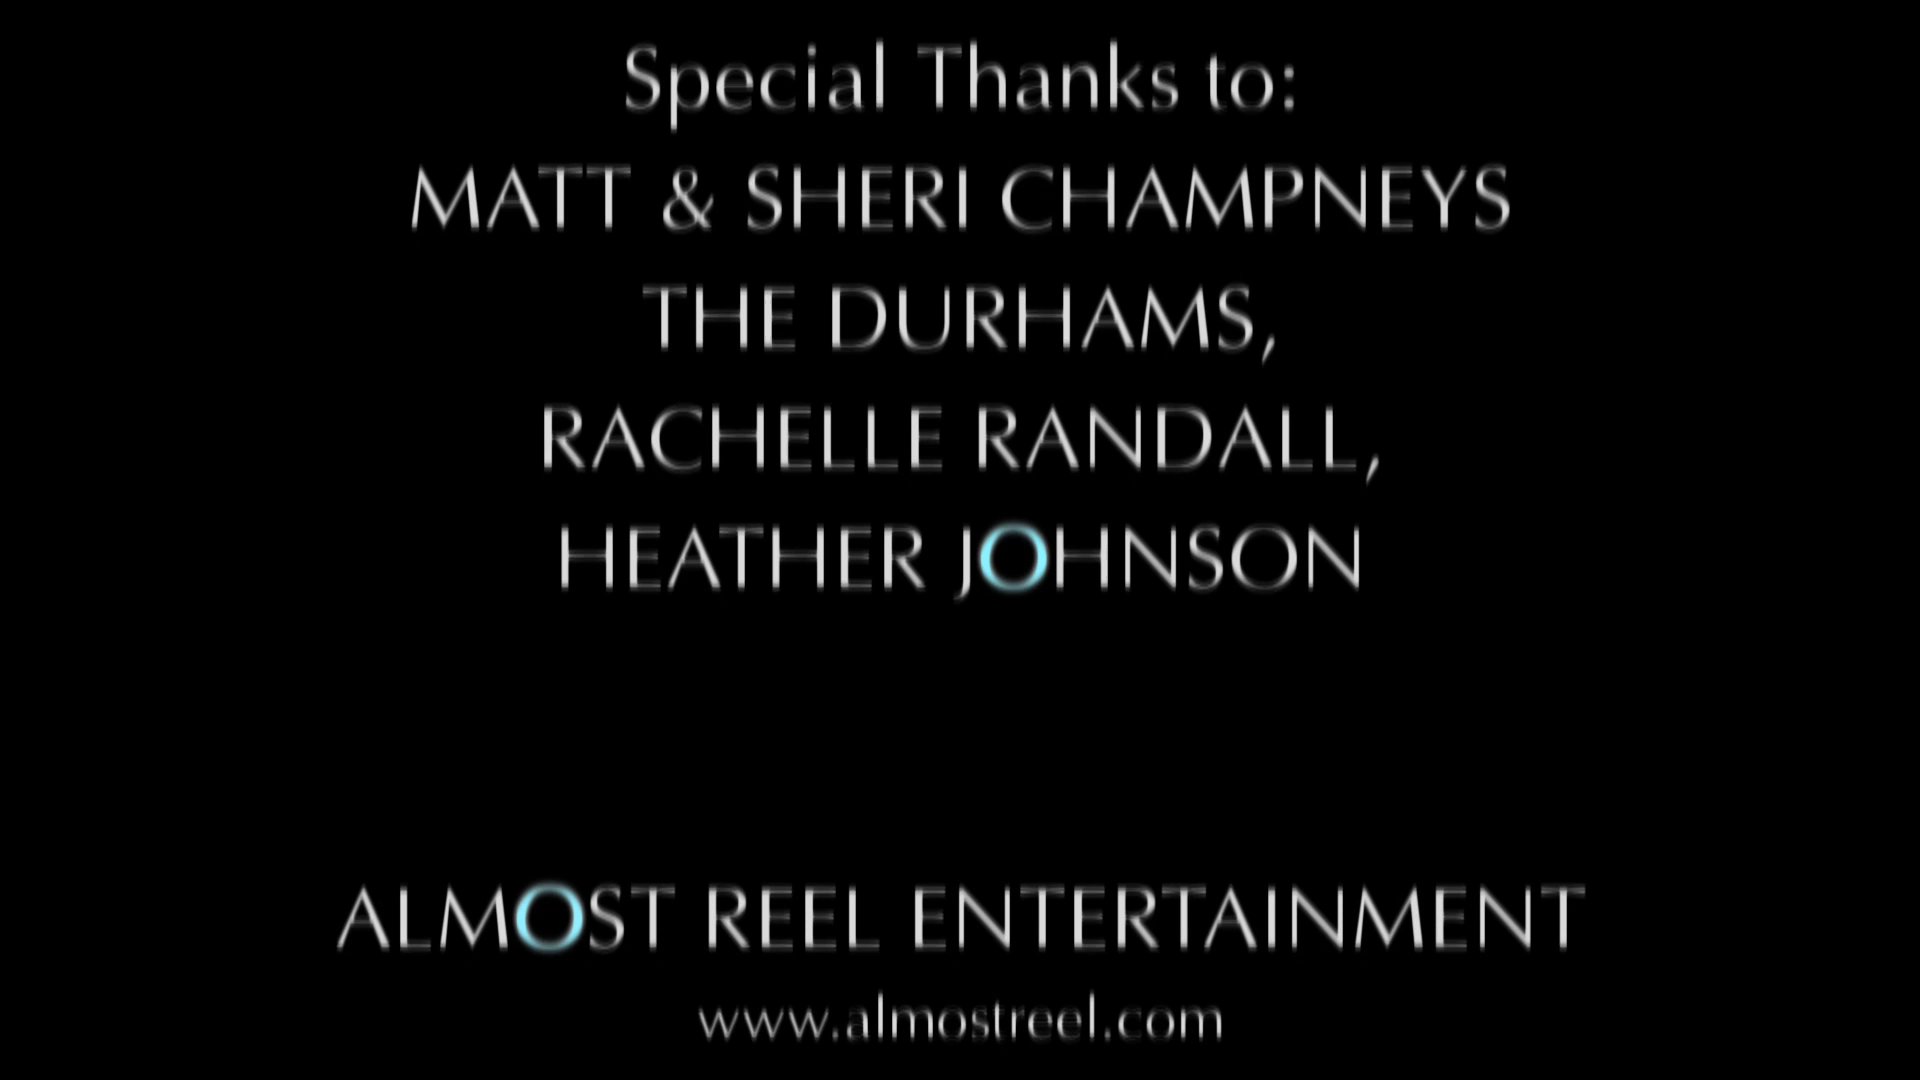 Special Thanks to:
MATT & SHERI CHAMPNEYS
THE DURHAMS,
RACHELLE RANDALL,
HEATHER JOHNSON
ALMOST REEL ENTERTAINMENT
www.almostreel.com